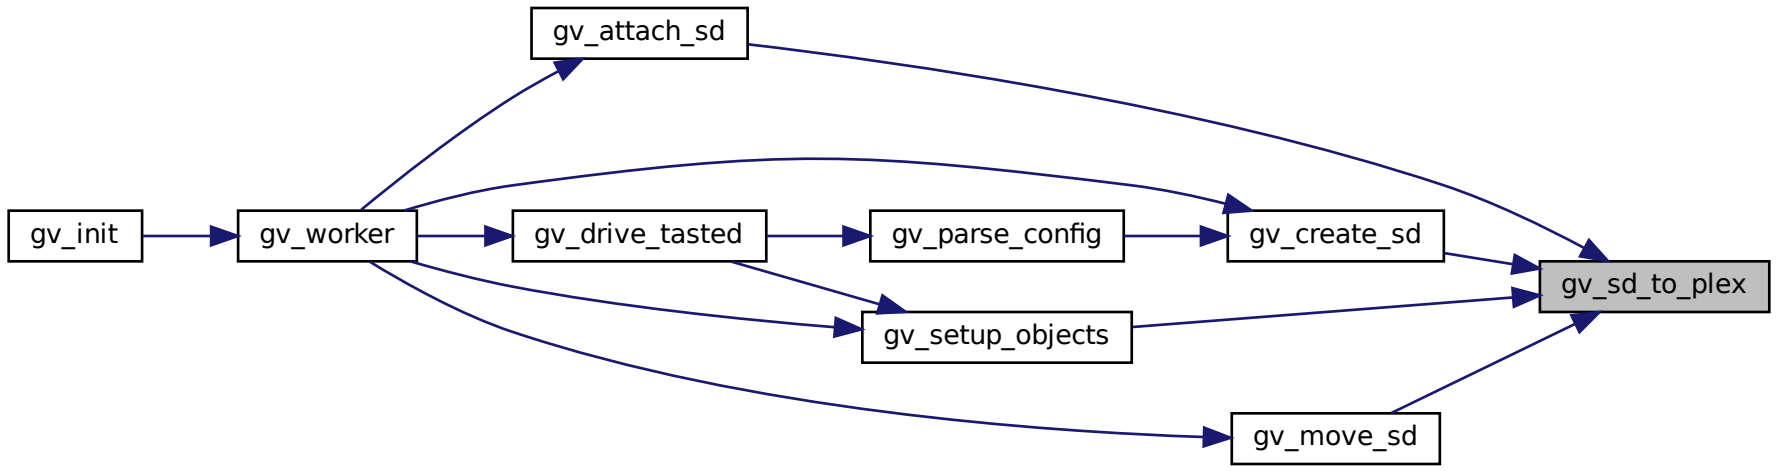 gv_attach_sd
gv_init
gv_worker
gv_drive_tasted
gv_parse_config
gv_create_sd
gv_sd_to_plex
gv_setup_objects
gv_move_sd